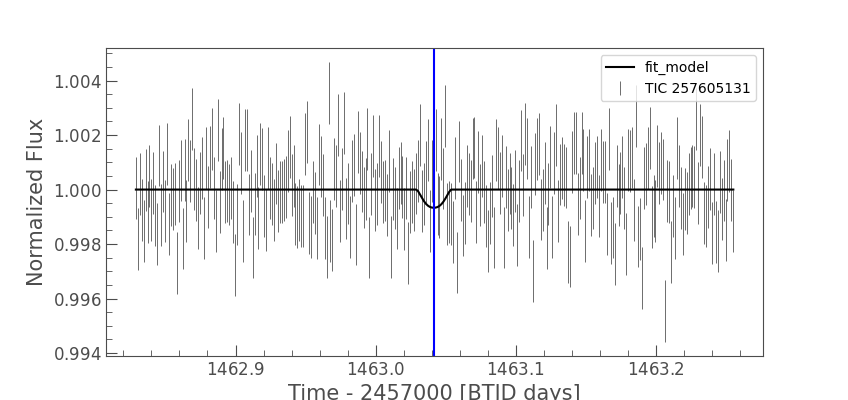 fit_model
TIC 257605131
1.004
1.002
1.000
0.998
0.996
0.994
Normalized Flux
1462.9 1463.0 1463.1 1463.2
Time - 2457000 [BTJD days]